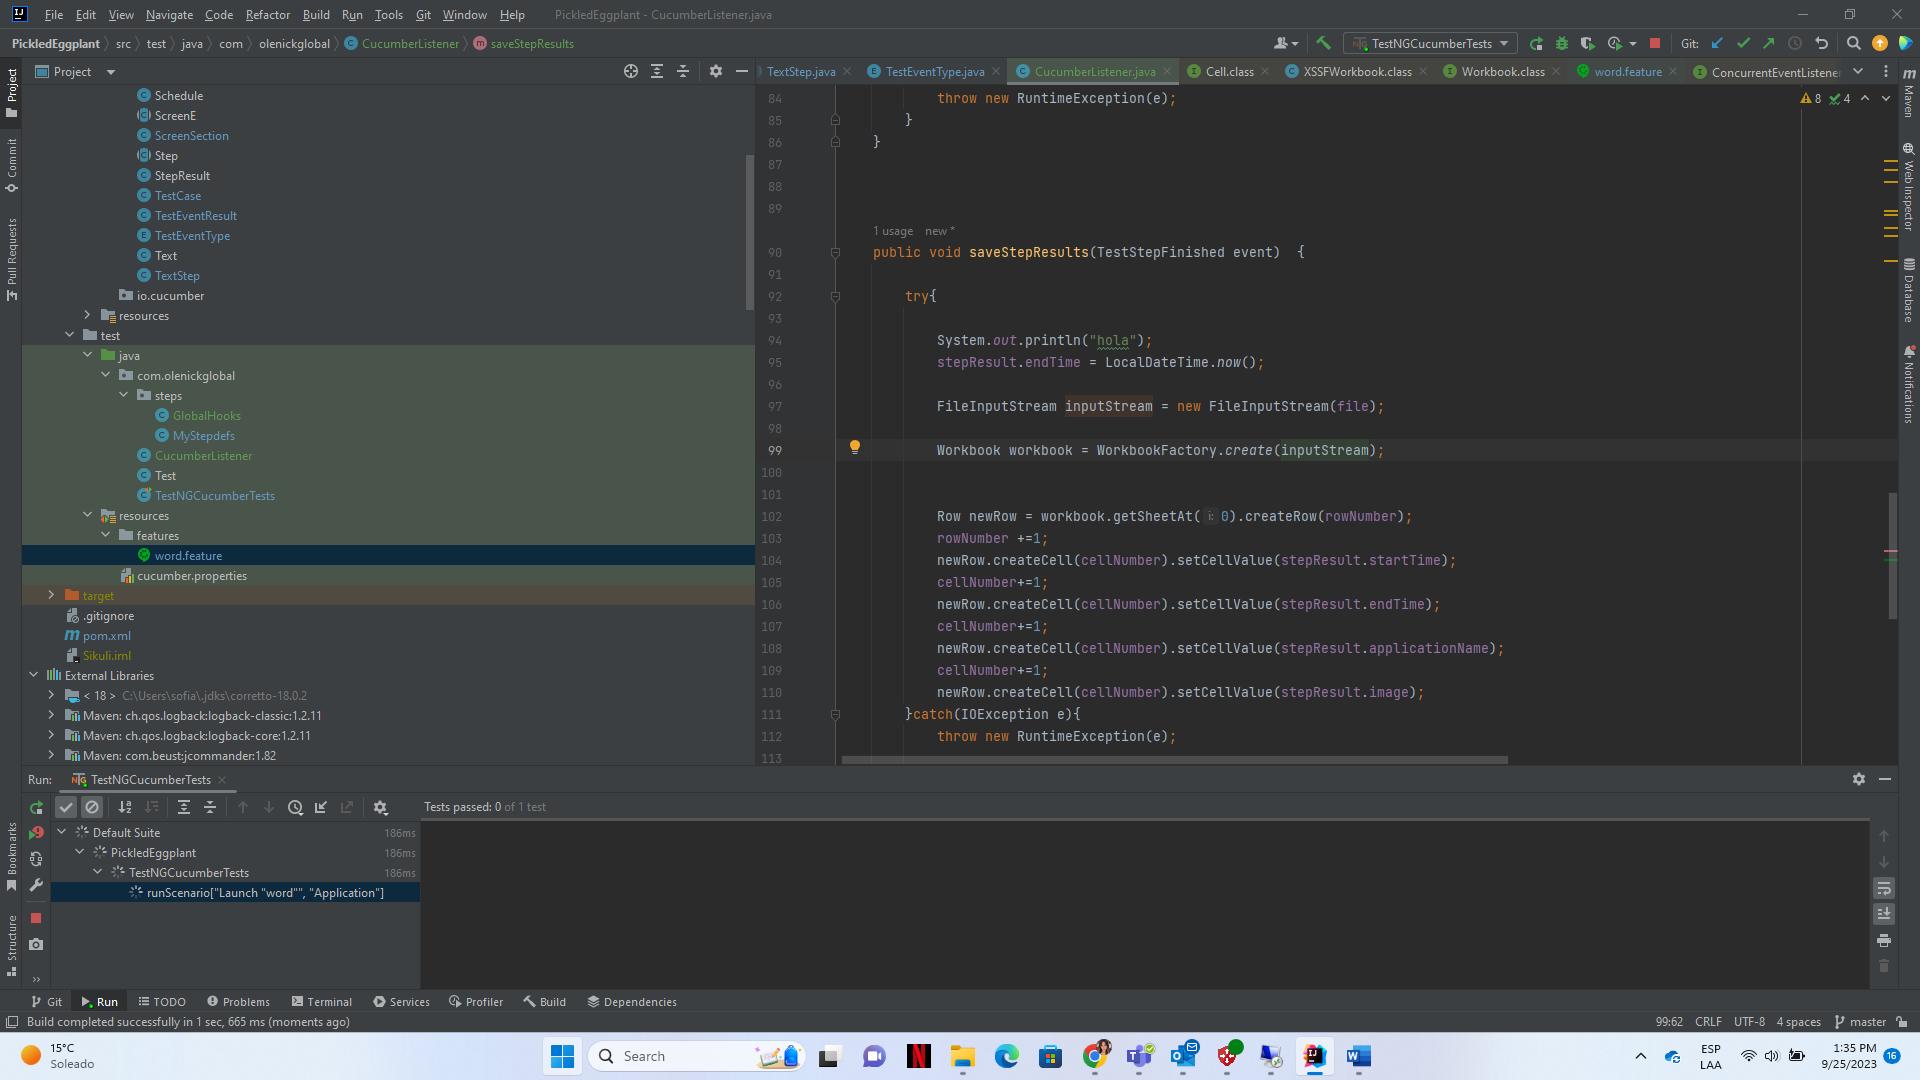 File Edit View Navigate Code Refactor Build Run Tools Git Window Help PickledEggplant - CucumberListener.java
PickledEggplant src test java com olenickglobal CucumberListener saveStepResults TestNGCucumberTests Git:
Project
TextStep.java TestEventType.java CucumberListener.java Cell.class XSSFWorkbook.class Workbook.class word.feature ConcurrentEventListene
Project
Commit
Pull Requests
Bookmarks
Structure
Maven
Web Inspector
Database
Notifications
Schedule
ScreenE
ScreenSection
Step
StepResult
TestCase
TestEventResult
TestEventType
Text
TextStep
io.cucumber
resources
test
java
com.olenickglobal
steps
GlobalHooks
MyStepdefs
CucumberListener
Test
TestNGCucumberTests
resources
features
word.feature
cucumber.properties
target
.gitignore
pom.xml
Sikuli.iml
External Libraries
< 18 > C:\Users\sofia\.jdks\corretto-18.0.2
Maven: ch.qos.logback:logback-classic:1.2.11
Maven: ch.qos.logback:logback-core:1.2.11
Maven: com.beust:jcommander:1.82
8 4
84 throw new RuntimeException(e);
85 }
86 }
87
88
89
1 usage new *
90 public void saveStepResults(TestStepFinished event) {
91
92 try{
93
94 System.out.println("hola");
95 stepResult.endTime = LocalDateTime.now();
96
97 FileInputStream inputStream = new FileInputStream(file);
98
99 Workbook workbook = WorkbookFactory.create(inputStream);
100
101
102 Row newRow = workbook.getSheetAt( i: 0).createRow(rowNumber);
103 rowNumber +=1;
104 newRow.createCell(cellNumber).setCellValue(stepResult.startTime);
105 cellNumber+=1;
106 newRow.createCell(cellNumber).setCellValue(stepResult.endTime);
107 cellNumber+=1;
108 newRow.createCell(cellNumber).setCellValue(stepResult.applicationName);
109 cellNumber+=1;
110 newRow.createCell(cellNumber).setCellValue(stepResult.image);
111 }catch(IOException e){
112 throw new RuntimeException(e);
113
Run: TestNGCucumberTests
Tests passed: 0 of 1 test
Default Suite 186ms
PickledEggplant 186ms
TestNGCucumberTests 186ms
runScenario["Launch "word"", "Application"]
Git Run TODO Problems Terminal Services Profiler Build Dependencies
Build completed successfully in 1 sec, 665 ms (moments ago) 99:62 CRLF UTF-8 4 spaces master
15°C
Soleado
Search
ESP
LAA
1:35 PM
9/25/2023
16